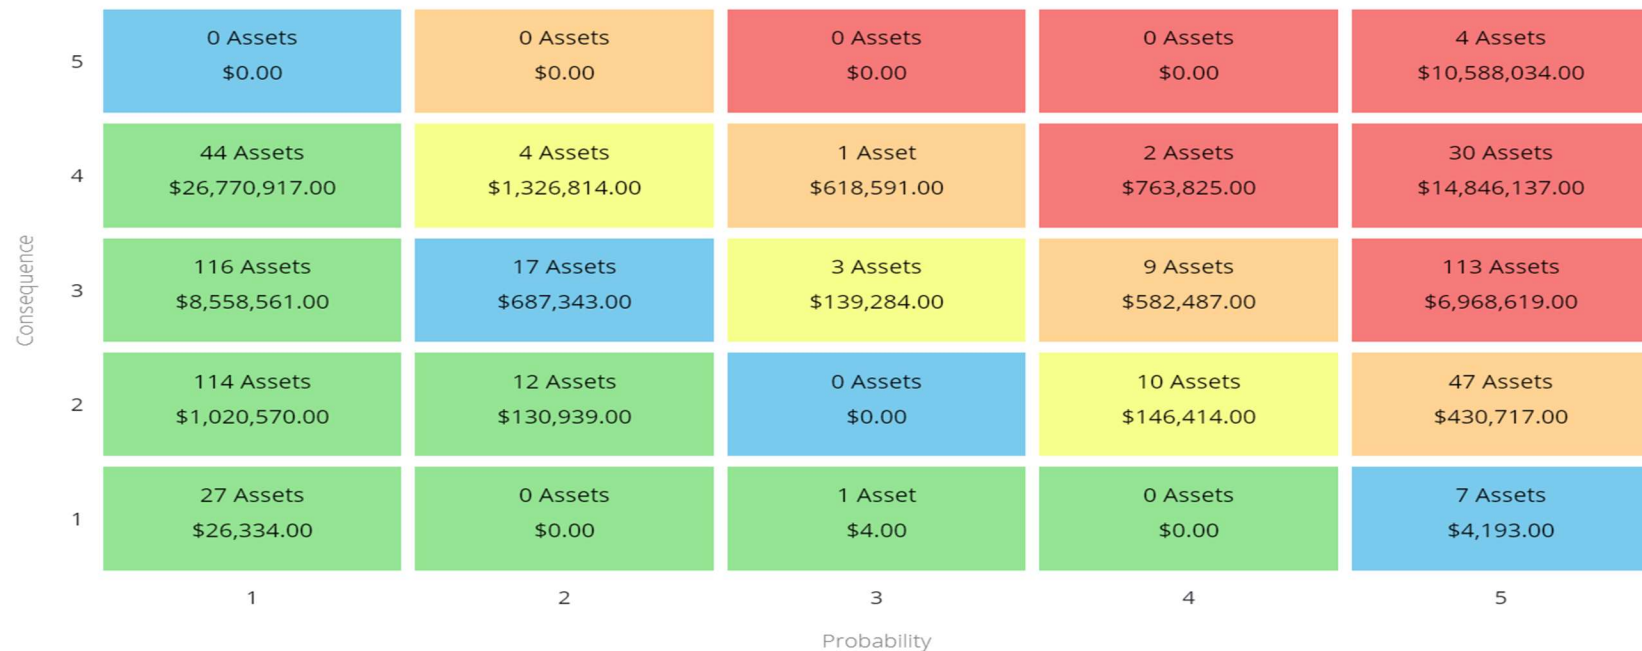 5
0 Assets
$0.00
0 Assets
$0.00
0 Assets
$0.00
0 Assets
$0.00
4 Assets
$10,588,034.00
4
44 Assets
$26,770,917.00
4 Assets
$1,326,814.00
1 Asset
$618,591.00
2 Assets
$763,825.00
30 Assets
$14,846,137.00
Consequence
3
116 Assets
$8,558,561.00
17 Assets
$687,343.00
3 Assets
$139,284.00
9 Assets
$582,487.00
113 Assets
$6,968,619.00
2
114 Assets
$1,020,570.00
12 Assets
$130,939.00
0 Assets
$0.00
10 Assets
$146,414.00
47 Assets
$430,717.00
1
27 Assets
$26,334.00
0 Assets
$0.00
1 Asset
$4.00
0 Assets
$0.00
7 Assets
$4,193.00
1
2
3
4
5
Probability